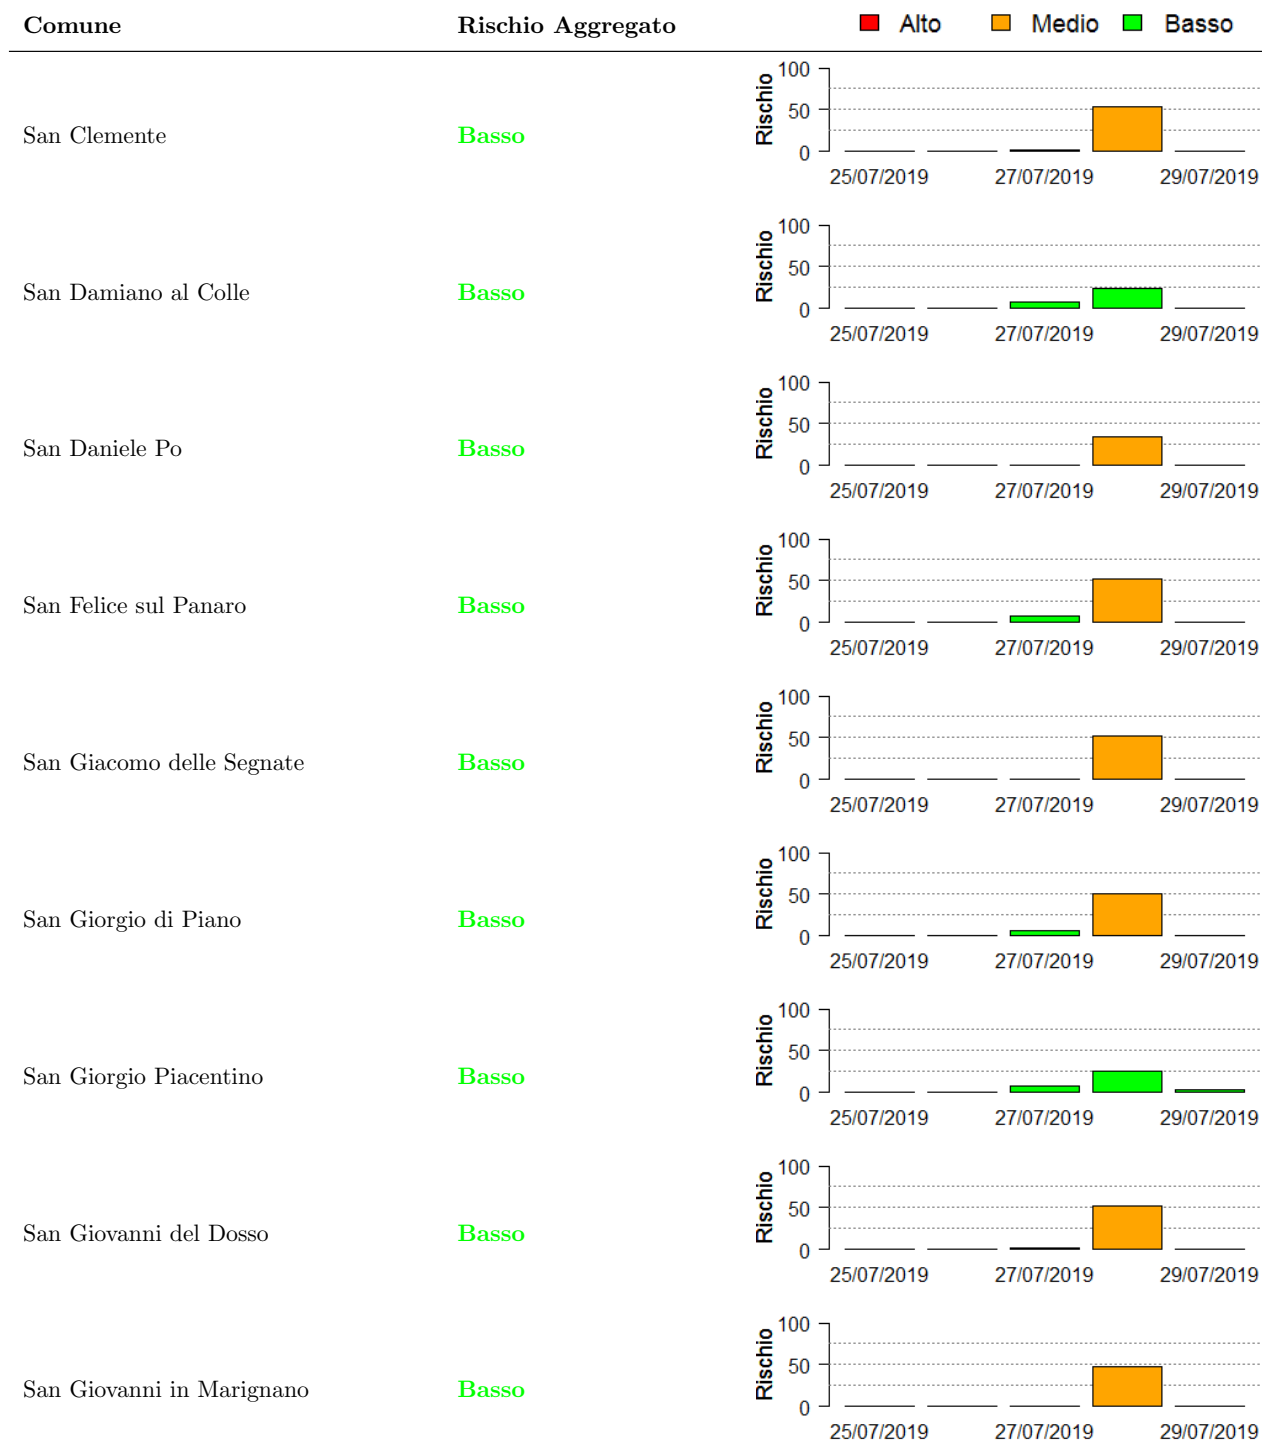 Comune Rischio Aggregato Alto Medio Basso
100
50
0
Rischio
San Clemente Basso
25/07/2019 27/07/2019 29/07/2019
100
50
0
Rischio
San Damiano al Colle Basso
25/07/2019 27/07/2019 29/07/2019
100
50
0
Rischio
San Daniele Po Basso
25/07/2019 27/07/2019 29/07/2019
100
50
0
Rischio
San Felice sul Panaro Basso
25/07/2019 27/07/2019 29/07/2019
100
50
0
Rischio
San Giacomo delle Segnate Basso
25/07/2019 27/07/2019 29/07/2019
100
50
0
Rischio
San Giorgio di Piano Basso
25/07/2019 27/07/2019 29/07/2019
100
50
0
Rischio
San Giorgio Piacentino Basso
25/07/2019 27/07/2019 29/07/2019
100
50
0
Rischio
San Giovanni del Dosso Basso
25/07/2019 27/07/2019 29/07/2019
100
50
0
Rischio
San Giovanni in Marignano Basso
25/07/2019 27/07/2019 29/07/2019